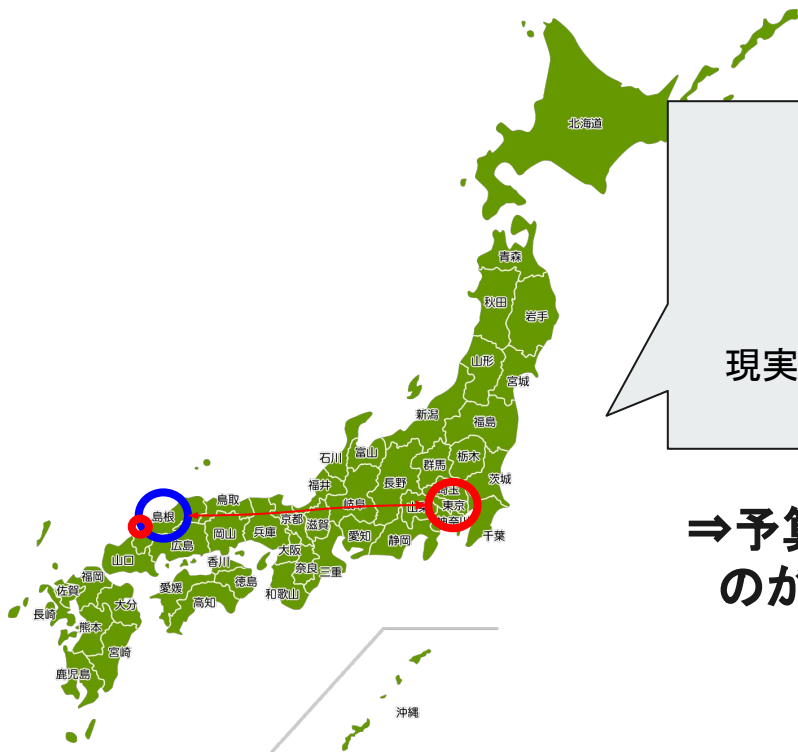 北海道
青森
秋田
岩手
山形
宮城
新潟
福島
石川
富山
群馬
栃木
福井
長野
埼玉
茨城
鳥取
岐阜
山梨
東京
島根
京都
滋賀
神奈川
広島
岡山
兵庫
愛知
静岡
千葉
大阪
山口
香川
奈良
三重
福岡
徳島
佐賀
愛媛
和歌山
長崎
大分
高知
熊本
宮崎
鹿児島
沖縄
現実
⇒予算
のか